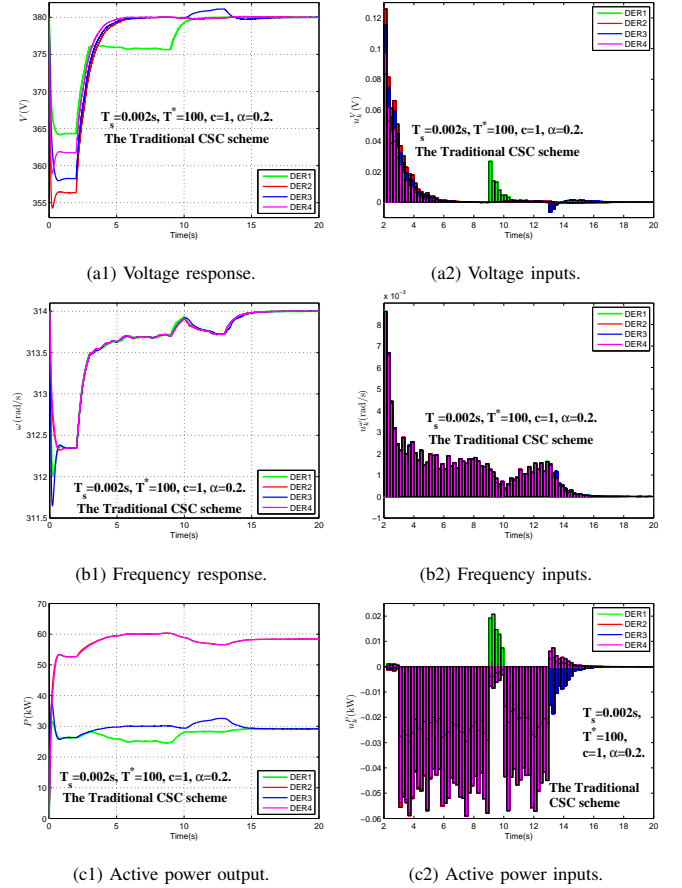 380
375
370
365
360
355
V(V)
T_s=0.002s, T*=100, c=1, α=0.2.
The Traditional CSC scheme
DER1
DER2
DER3
DER4
0 5 10 15 20
Time(s)
(a1) Voltage response.
0.12
0.1
0.08
0.06
0.04
0.02
0
u_k^V(V)
DER1
DER2
DER3
DER4
T_s=0.002s, T*=100, c=1, α=0.2.
The Traditional CSC scheme
2 4 6 8 10 12 14 16 18 20
Time(s)
(a2) Voltage inputs.
314
313.5
312.5
312
311.5
ω(rad/s)
T_s=0.002s, T*=100, c=1, α=0.2.
The Traditional CSC scheme
DER1
DER2
DER3
DER4
0 5 10 15 20
Time(s)
(b1) Frequency response.
x 10^-3
8
7
6
5
4
3
2
1
0
−1
u_k^ω(rad/s)
DER1
DER2
DER3
DER4
T_s=0.002s, T*=100, c=1, α=0.2.
The Traditional CSC scheme
2 4 6 8 10 12 14 16 18 20
Time(s)
(b2) Frequency inputs.
70
60
50
40
30
20
10
0
P(kW)
T_s=0.002s, T*=100, c=1, α=0.2.
The Traditional CSC scheme
DER1
DER2
DER3
DER4
0 5 10 15 20
Time(s)
(c1) Active power output.
0.02
0.01
0
−0.01
−0.02
−0.03
−0.04
−0.05
−0.06
u_k^P(kW)
DER1
DER2
DER3
DER4
T_s=0.002s,
T*=100,
c=1, α=0.2.
The Traditional
CSC scheme
2 4 6 8 10 12 14 16 18 20
Time(s)
(c2) Active power inputs.